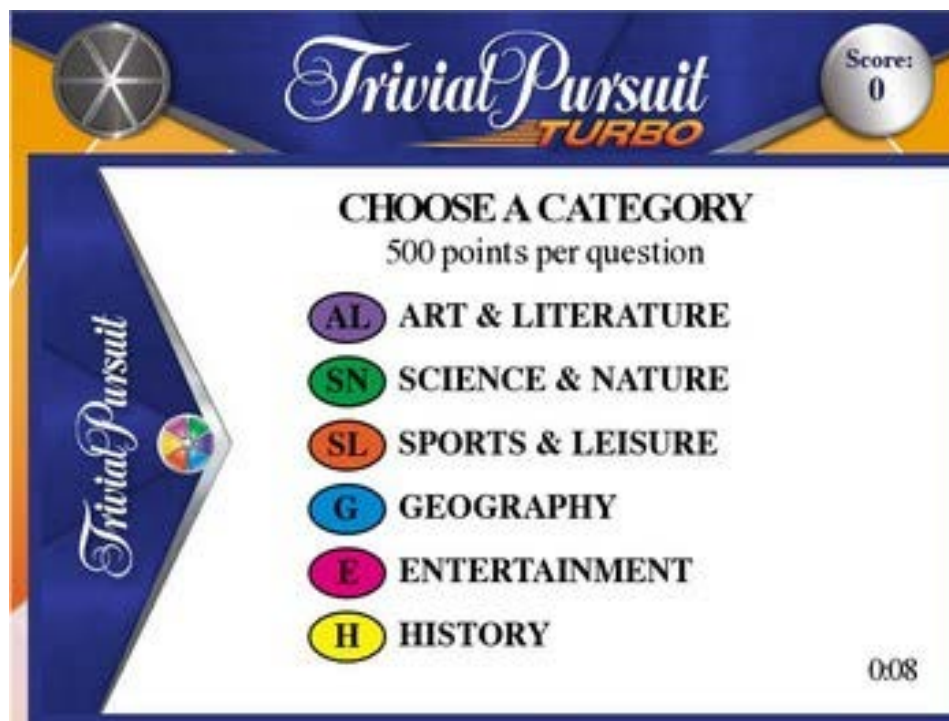 Trivial Pursuit
TURBO
Score:
0
CHOOSE A CATEGORY
500 points per question
AL ART & LITERATURE
SN SCIENCE & NATURE
SL SPORTS & LEISURE
G GEOGRAPHY
E ENTERTAINMENT
H HISTORY
Trivial Pursuit
0:08